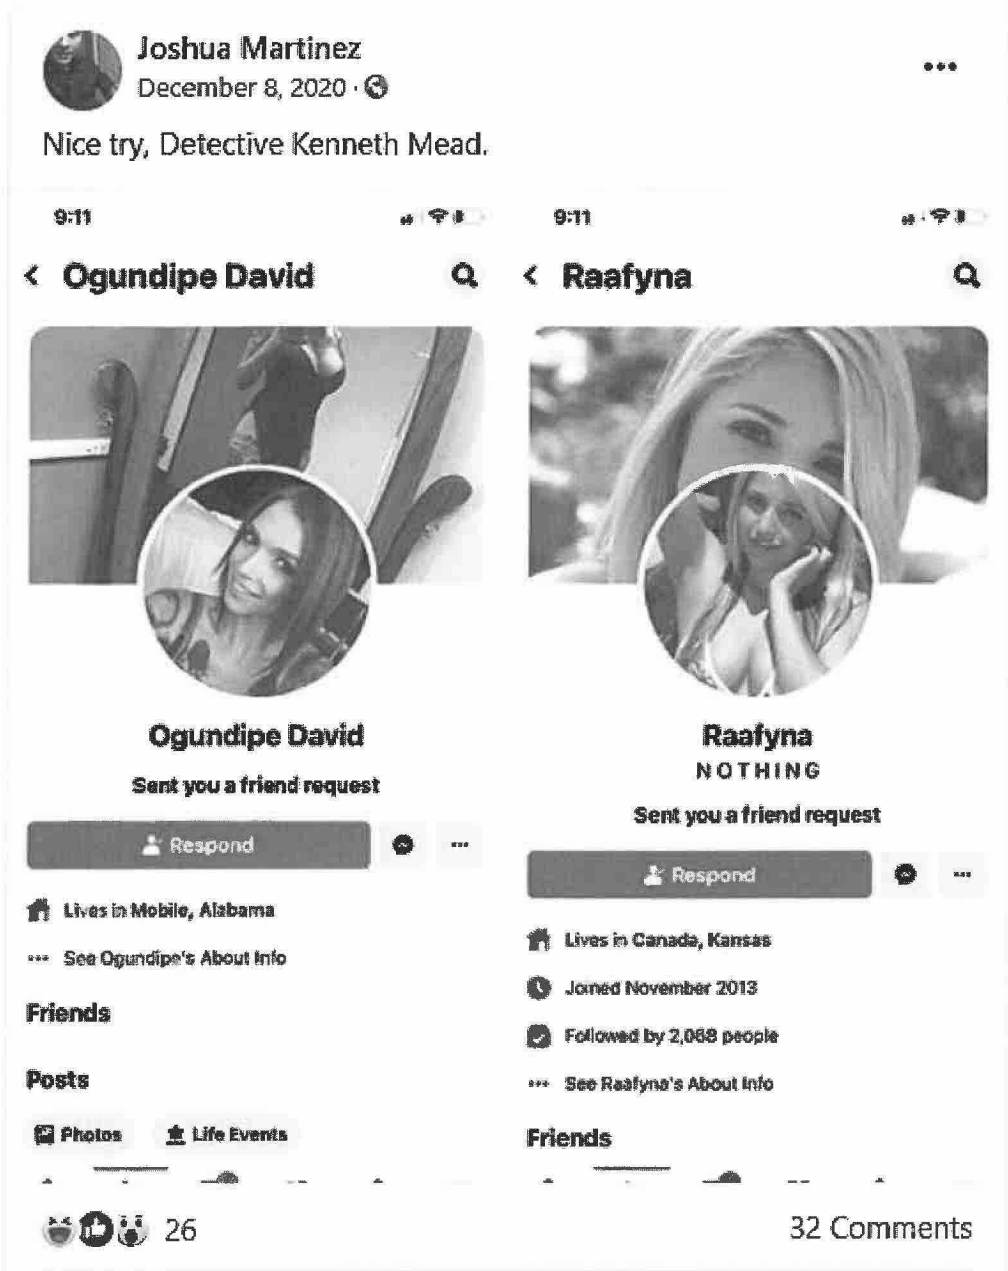 Joshua Martinez
December 8, 2020 ·
Nice try, Detective Kenneth Mead.
9:11
Ogundipe David
Ogundipe David
Sent you a friend request
Respond
Lives in Mobile, Alabama
See Ogundipe's About Info
Friends
Posts
Photos
Life Events
9:11
Raafyna
Raafyna
NOTHING
Sent you a friend request
Respond
Lives in Canada, Kansas
Joined November 2013
Followed by 2,068 people
See Raafyna's About Info
Friends
26
32 Comments